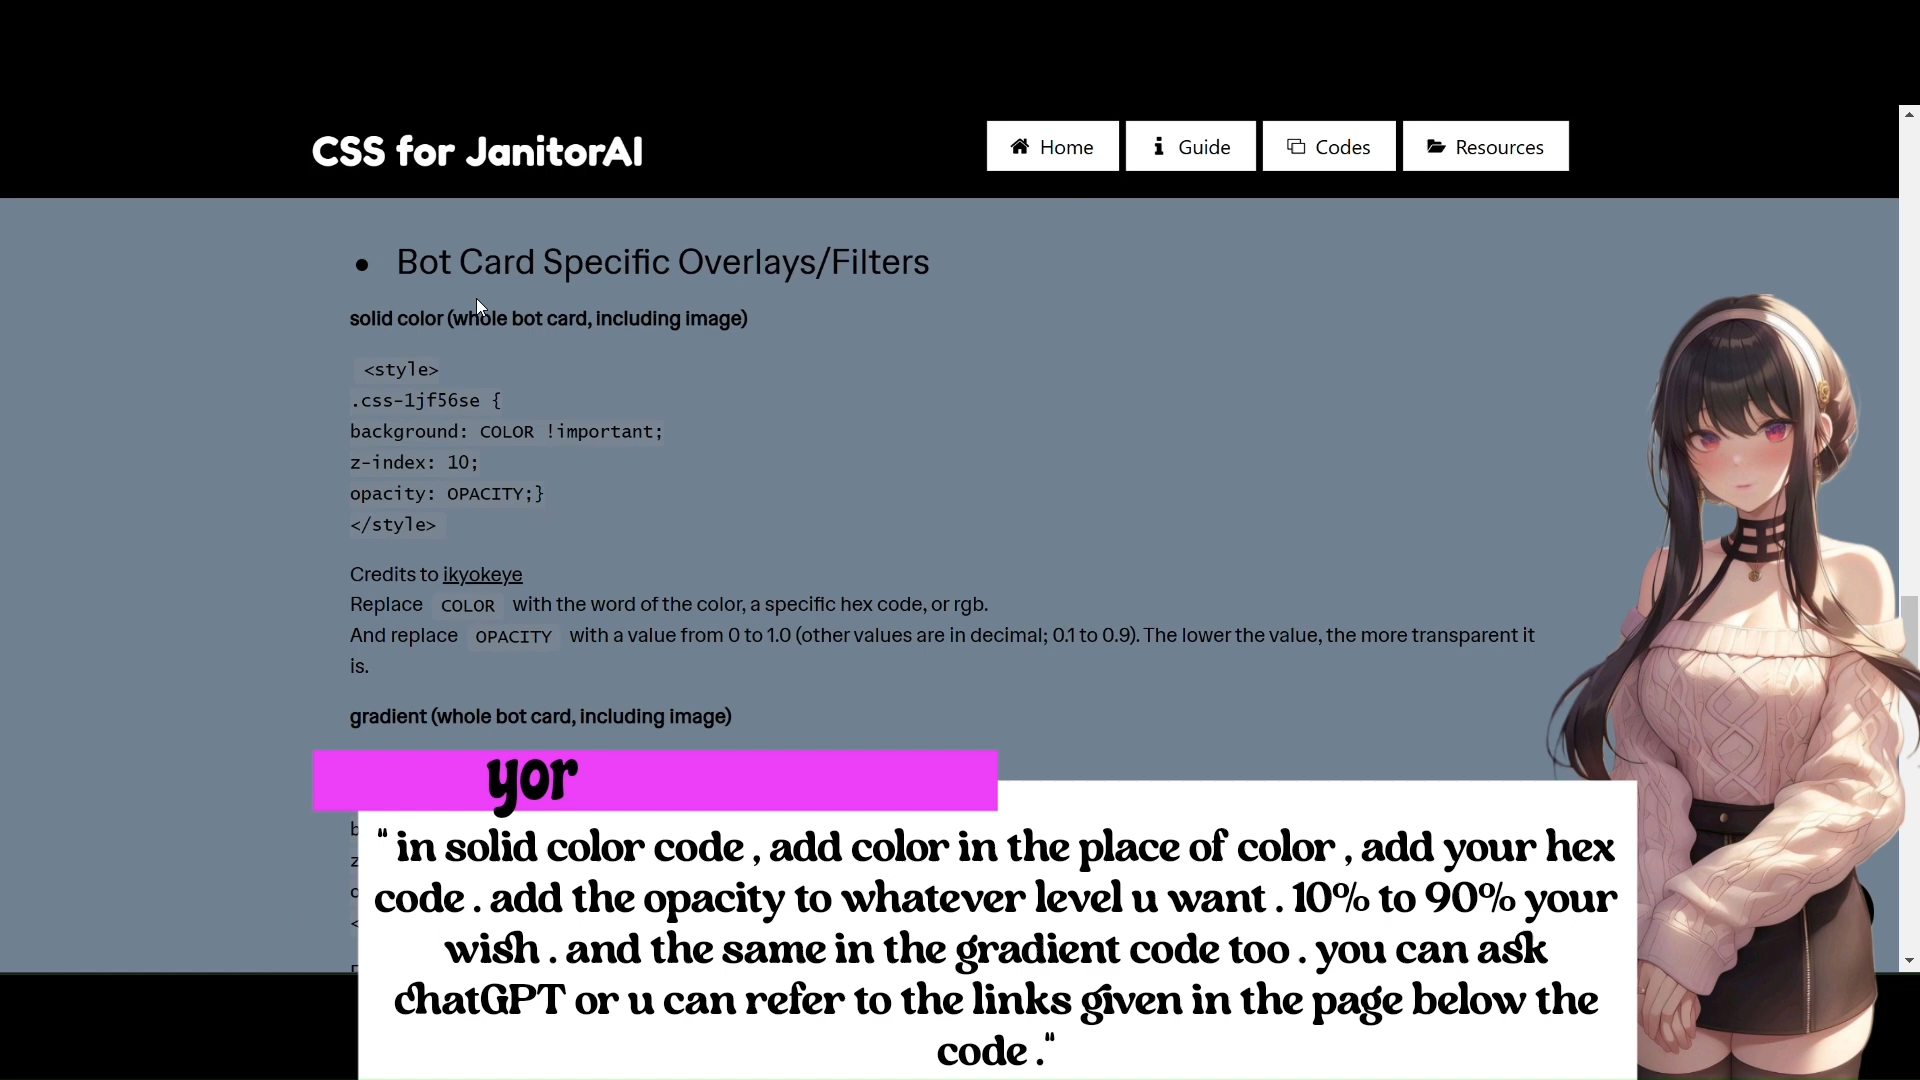 CSS for JanitorAI
Home
Guide
Codes
Resources
Bot Card Specific Overlays/Filters
solid color (whole bot card, including image)
<style>
.css-1jf56se {
background: COLOR !important;
z-index: 10;
opacity: OPACITY;}
</style>
Credits to ikyokeye
Replace COLOR with the word of the color, a specific hex code, or rgb.
And replace OPACITY with a value from 0 to 1.0 (other values are in decimal; 0.1 to 0.9). The lower the value, the more transparent it
is.
gradient (whole bot card, including image)
yor
" in solid color code , add color in the place of color , add your hex
code . add the opacity to whatever level u want . 10% to 90% your
wish . and the same in the gradient code too . you can ask
chatGPT or u can refer to the links given in the page below the
code ."